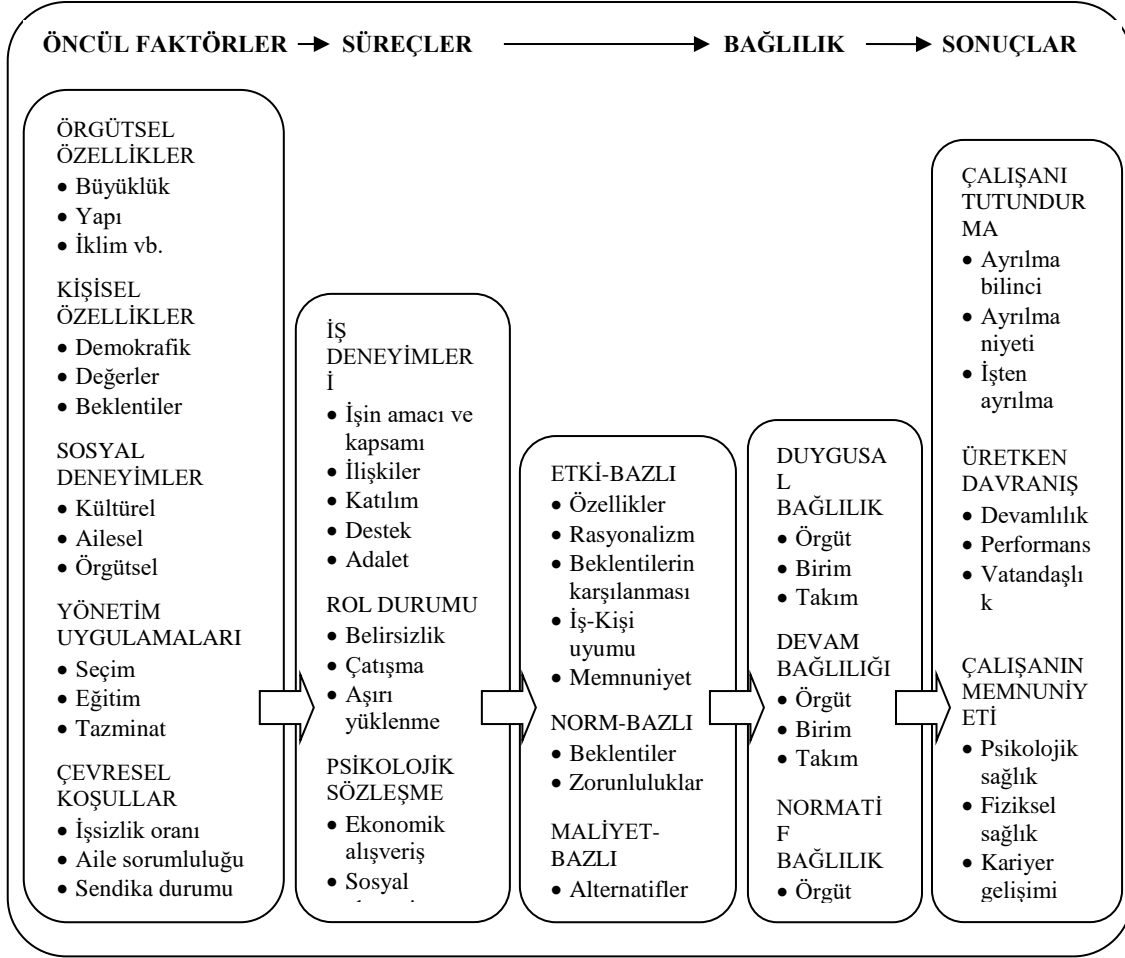 ÖNCÜL FAKTÖRLER SÜREÇLER BAĞLILIK SONUÇLAR
ÖRGÜTSEL
ÖZELLİKLER
• Büyüklük
• Yapı
• İklim vb.
KİŞİSEL
ÖZELLİKLER
• Demokrafik
• Değerler
• Beklentiler
SOSYAL
DENEYİMLER
• Kültürel
• Ailesel
• Örgütsel
YÖNETİM
UYGULAMALARI
• Seçim
• Eğitim
• Tazminat
ÇEVRESEL
KOŞULLAR
• İşsizlik oranı
• Aile sorumluluğu
• Sendika durumu
İŞ
DENEYİMLER
İ
• İşin amacı ve
kapsamı
• İlişkiler
• Katılım
• Destek
• Adalet
ROL DURUMU
• Belirsizlik
• Çatışma
• Aşırı
yüklenme
PSİKOLOJİK
SÖZLEŞME
• Ekonomik
alışveriş
• Sosyal
ETKİ-BAZLI
• Özellikler
• Rasyonalizm
• Beklentilerin
karşılanması
• İş-Kişi
uyumu
• Memnuniyet
NORM-BAZLI
• Beklentiler
• Zorunluluklar
MALİYET-
BAZLI
• Alternatifler
DUYGUSA
L
BAĞLILIK
• Örgüt
• Birim
• Takım
DEVAM
BAĞLILIĞI
• Örgüt
• Birim
• Takım
NORMATİ
F
BAĞLILIK
• Örgüt
ÇALIŞANI
TUTUNDUR
MA
• Ayrılma
bilinci
• Ayrılma
niyeti
• İşten
ayrılma
ÜRETKEN
DAVRANIŞ
• Devamlılık
• Performans
• Vatandaşlı
k
ÇALIŞANIN
MEMNUNİY
ETİ
• Psikolojik
sağlık
• Fiziksel
sağlık
• Kariyer
gelişimi